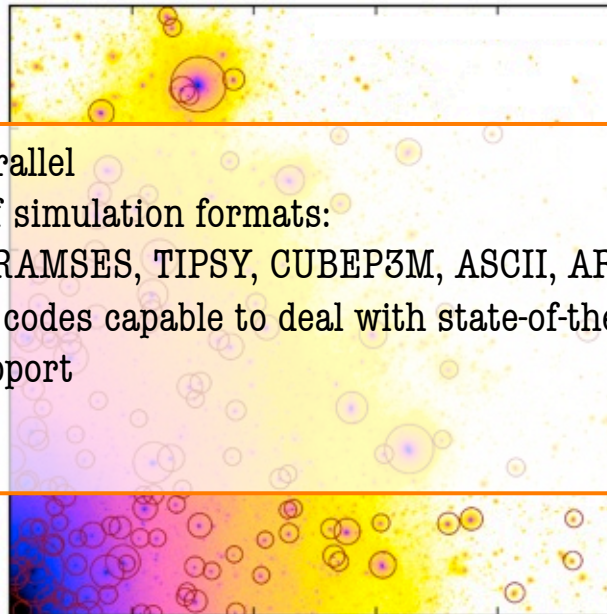 rallel
f simulation formats:
RAMSES, TIPSY, CUBEP3M, ASCII, AR
codes capable to deal with state-of-the
pport